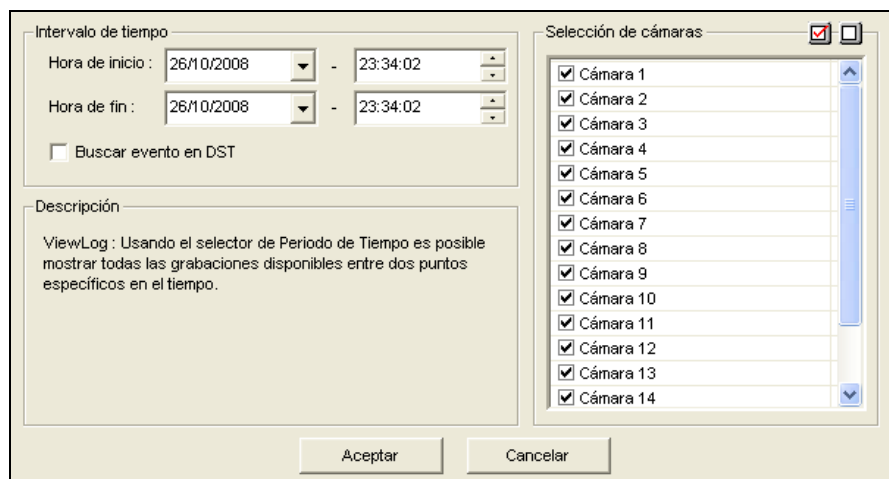 Intervalo de tiempo
Hora de inicio : 26/10/2008 - 23:34:02
Hora de fin : 26/10/2008 - 23:34:02
Buscar evento en DST
Descripción
ViewLog : Usando el selector de Periodo de Tiempo es posible
mostrar todas las grabaciones disponibles entre dos puntos
específicos en el tiempo.
Selección de cámaras
Cámara 1
Cámara 2
Cámara 3
Cámara 4
Cámara 5
Cámara 6
Cámara 7
Cámara 8
Cámara 9
Cámara 10
Cámara 11
Cámara 12
Cámara 13
Cámara 14
Aceptar Cancelar